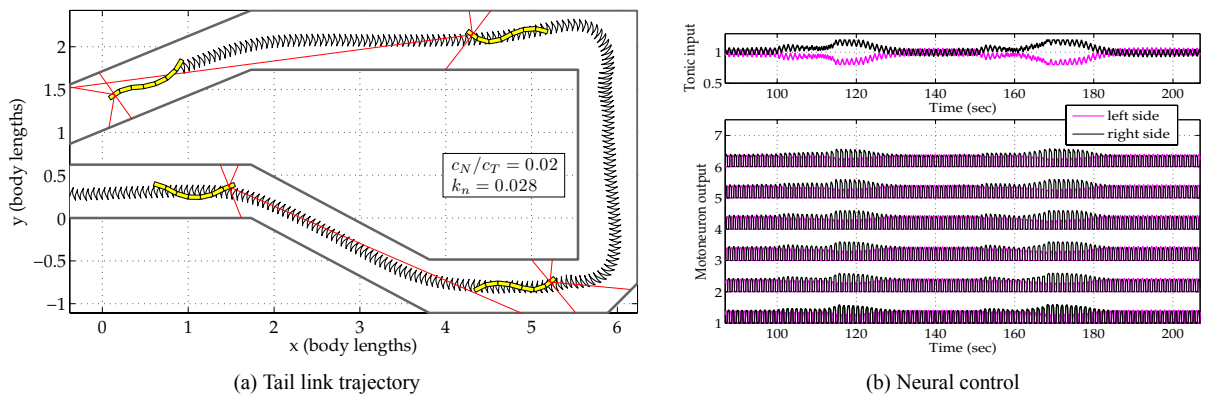 2
1.5
1
0.5
0
−0.5
−1
y (body lengths)
c_N/c_T = 0.02
k_n = 0.028
0 1 2 3 4 5 6
x (body lengths)
(a) Tail link trajectory
Tonic input
1
0.5
100 120 140 160 180 200
Time (sec)
left side
right side
Motoneuron output
7
6
5
4
3
2
1
100 120 140 160 180 200
Time (sec)
(b) Neural control